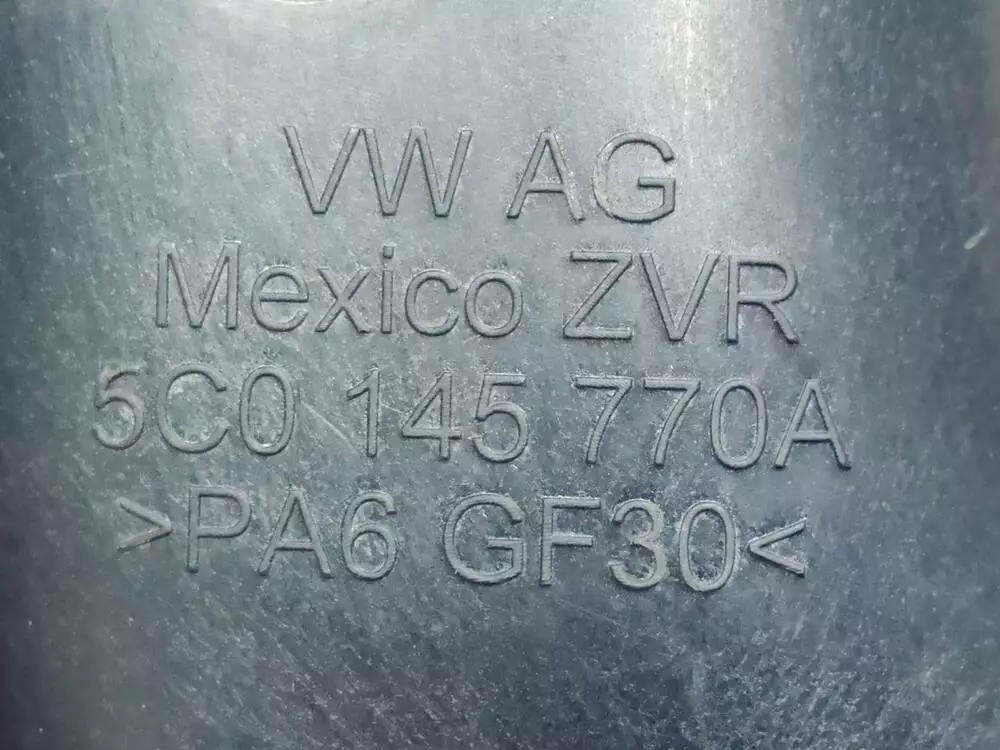 VW AG
Mexico ZVR
5C0 145 770A
>PA6 GF30<